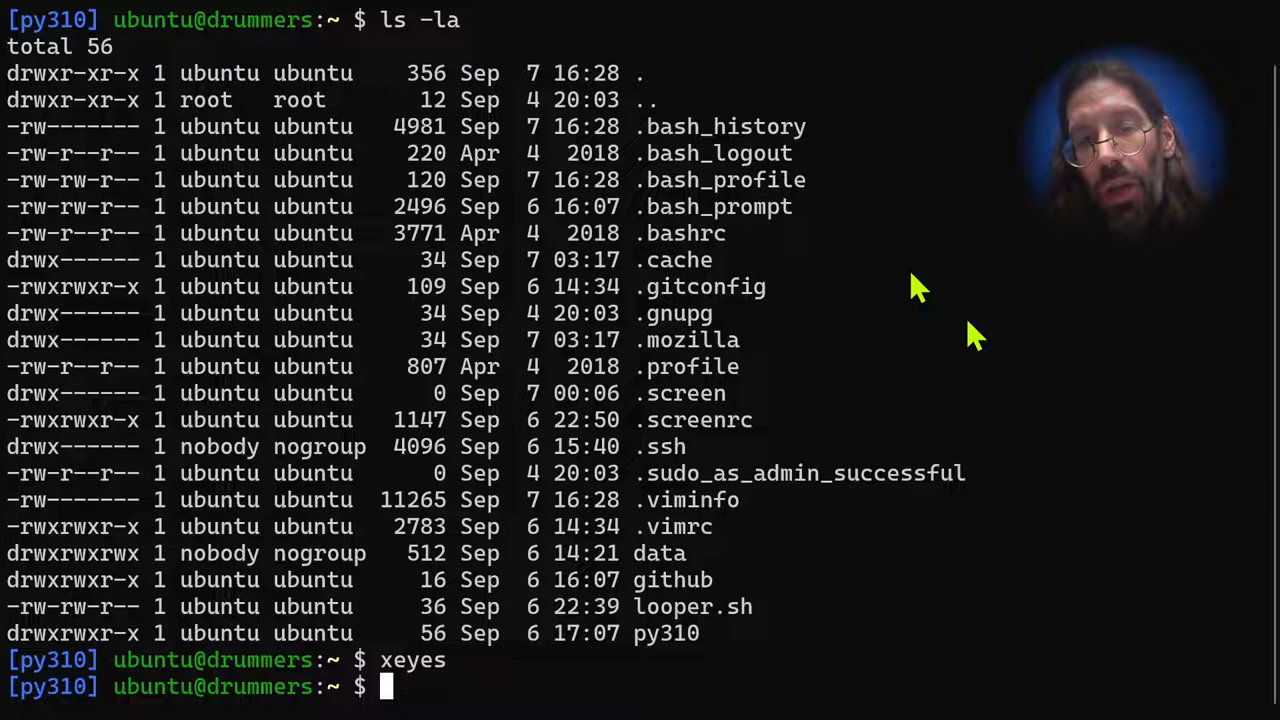 [py310] ubuntu@drummers:~ $ ls -la
total 56
drwxr-xr-x 1 ubuntu ubuntu    356 Sep  7 16:28 .
drwxr-xr-x 1 root   root       12 Sep  4 20:03 ..
-rw------- 1 ubuntu ubuntu   4981 Sep  7 16:28 .bash_history
-rw-r--r-- 1 ubuntu ubuntu    220 Apr  4  2018 .bash_logout
-rw-rw-r-- 1 ubuntu ubuntu    120 Sep  7 16:28 .bash_profile
-rw-rw-r-- 1 ubuntu ubuntu   2496 Sep  6 16:07 .bash_prompt
-rw-r--r-- 1 ubuntu ubuntu   3771 Apr  4  2018 .bashrc
drwx------ 1 ubuntu ubuntu     34 Sep  7 03:17 .cache
-rwxrwxr-x 1 ubuntu ubuntu    109 Sep  6 14:34 .gitconfig
drwx------ 1 ubuntu ubuntu     34 Sep  4 20:03 .gnupg
drwx------ 1 ubuntu ubuntu     34 Sep  7 03:17 .mozilla
-rw-r--r-- 1 ubuntu ubuntu    807 Apr  4  2018 .profile
drwx------ 1 ubuntu ubuntu      0 Sep  7 00:06 .screen
-rwxrwxr-x 1 ubuntu ubuntu   1147 Sep  6 22:50 .screenrc
drwx------ 1 nobody nogroup  4096 Sep  6 15:40 .ssh
-rw-r--r-- 1 ubuntu ubuntu      0 Sep  4 20:03 .sudo_as_admin_successful
-rw------- 1 ubuntu ubuntu  11265 Sep  7 16:28 .viminfo
-rwxrwxr-x 1 ubuntu ubuntu   2783 Sep  6 14:34 .vimrc
drwxrwxrwx 1 nobody nogroup   512 Sep  6 14:21 data
drwxrwxr-x 1 ubuntu ubuntu     16 Sep  6 16:07 github
-rw-rw-r-- 1 ubuntu ubuntu     36 Sep  6 22:39 looper.sh
drwxrwxr-x 1 ubuntu ubuntu     56 Sep  6 17:07 py310
[py310] ubuntu@drummers:~ $ xeyes
[py310] ubuntu@drummers:~ $